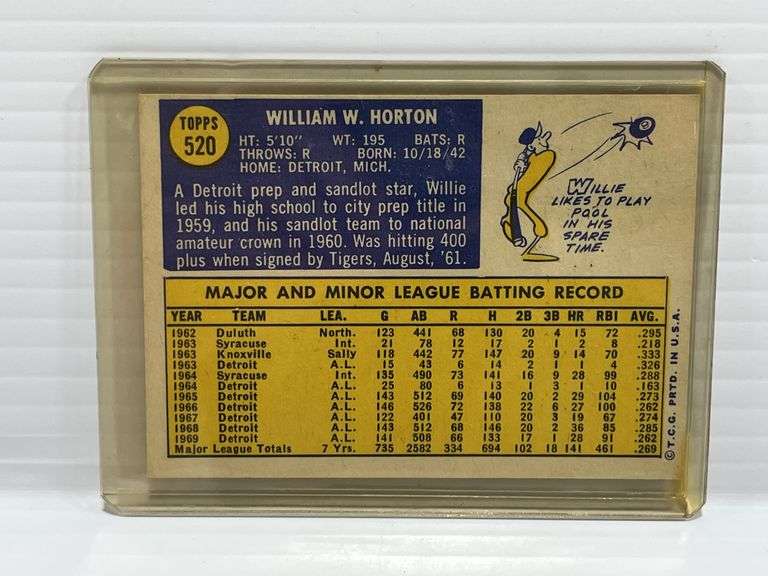 TOPPS
520
WILLIAM W. HORTON
HT: 5'10" WT: 195 BATS: R
THROWS: R BORN: 10/18/42
HOME: DETROIT, MICH.
A Detroit prep and sandlot star, Willie
led his high school to city prep title in
1959, and his sandlot team to national
amateur crown in 1960. Was hitting 400
plus when signed by Tigers, August, '61.
WILLIE
LIKES TO PLAY
POOL
IN HIS
SPARE
TIME.
MAJOR AND MINOR LEAGUE BATTING RECORD
YEAR TEAM LEA. G AB R H 2B 3B HR RBI AVG.
1962 Duluth North. 123 441 68 130 20 4 15 72 .295
1963 Syracuse Int. 21 78 12 17 2 1 2 8 .218
1963 Knoxville Sally 118 442 77 147 20 9 14 70 .333
1963 Detroit A.L. 15 43 6 14 2 1 1 4 .326
1964 Syracuse Int. 135 490 73 141 16 9 28 99 .288
1964 Detroit A.L. 25 80 6 13 1 3 1 10 .163
1965 Detroit A.L. 143 512 69 140 20 2 29 104 .273
1966 Detroit A.L. 146 526 72 138 22 6 27 100 .262
1967 Detroit A.L. 122 401 47 110 20 3 19 67 .274
1968 Detroit A.L. 143 512 68 146 20 2 36 85 .285
1969 Detroit A.L. 141 508 66 133 17 1 28 91 .262
Major League Totals 7 Yrs. 735 2582 334 694 102 18 141 461 .269
© T.C.G. PRTD. IN U.S.A.